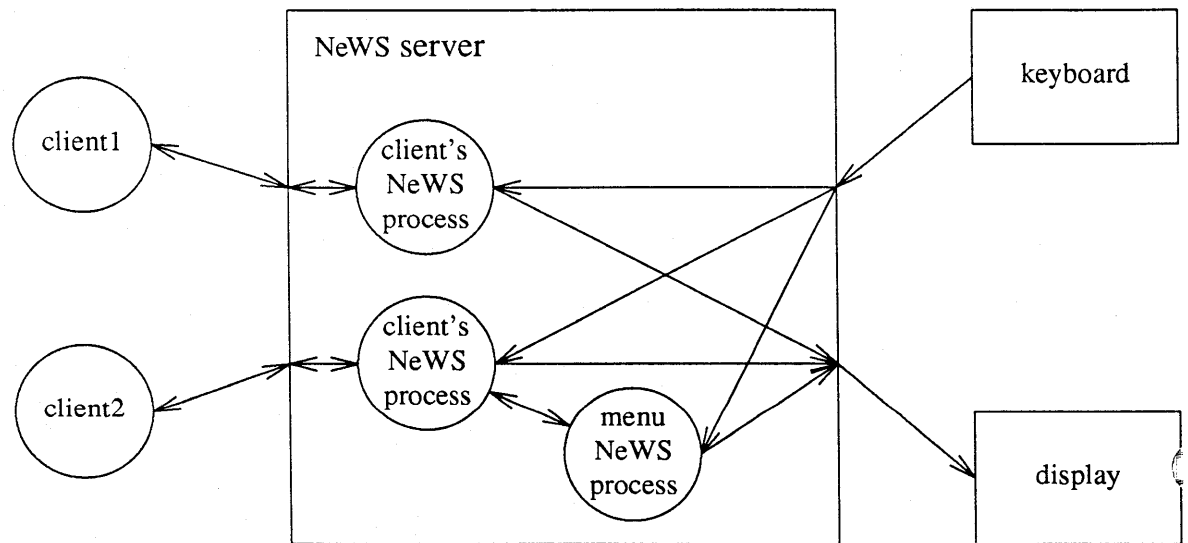 NeWS server
keyboard
client1
client's
NeWS
process
client's
NeWS
process
client2
menu
NeWS
process
display